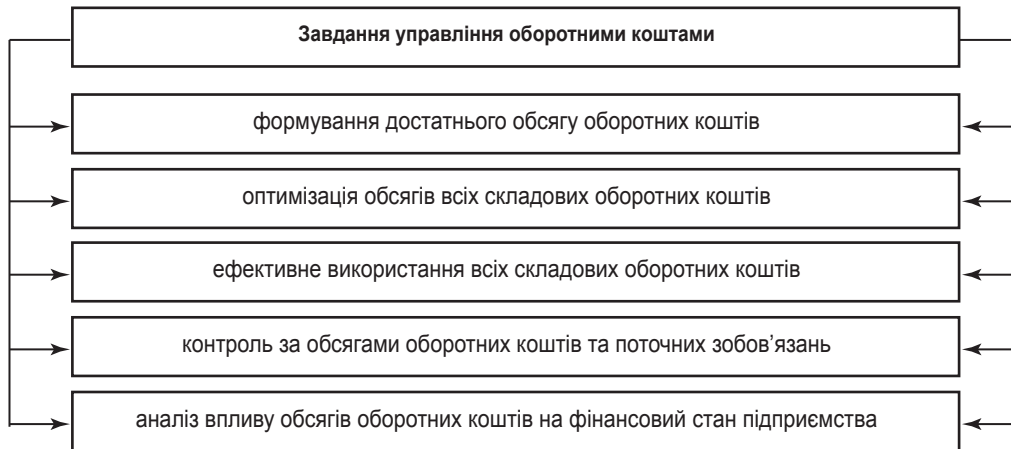 Завдання управління оборотними коштами
формування достатнього обсягу оборотних коштів
оптимізація обсягів всіх складових оборотних коштів
ефективне використання всіх складових оборотних коштів
контроль за обсягами оборотних коштів та поточних зобов’язань
аналіз впливу обсягів оборотних коштів на фінансовий стан підприємства